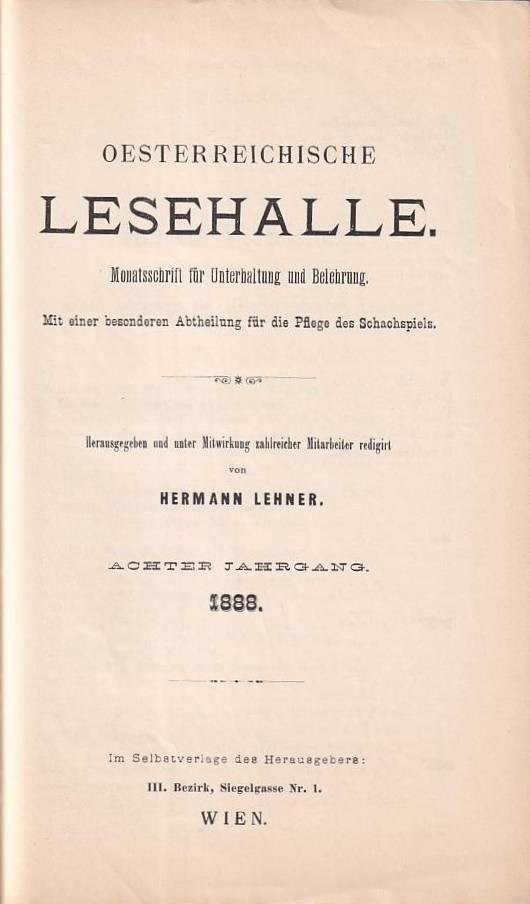 OESTERREICHISCHE
LESEHALLE.
Monatsschrift für Unterhaltung und Belehrung.
Mit einer besonderen Abtheilung für die Pflege des Schachspiels.
Herausgegeben und unter Mitwirkung zahlreicher Mitarbeiter redigirt
von
HERMANN LEHNER.
ACHTER JAHRGANG.
1888.
Im Selbstverlage des Herausgebers:
III. Bezirk, Siegelgasse Nr. 1.
WIEN.